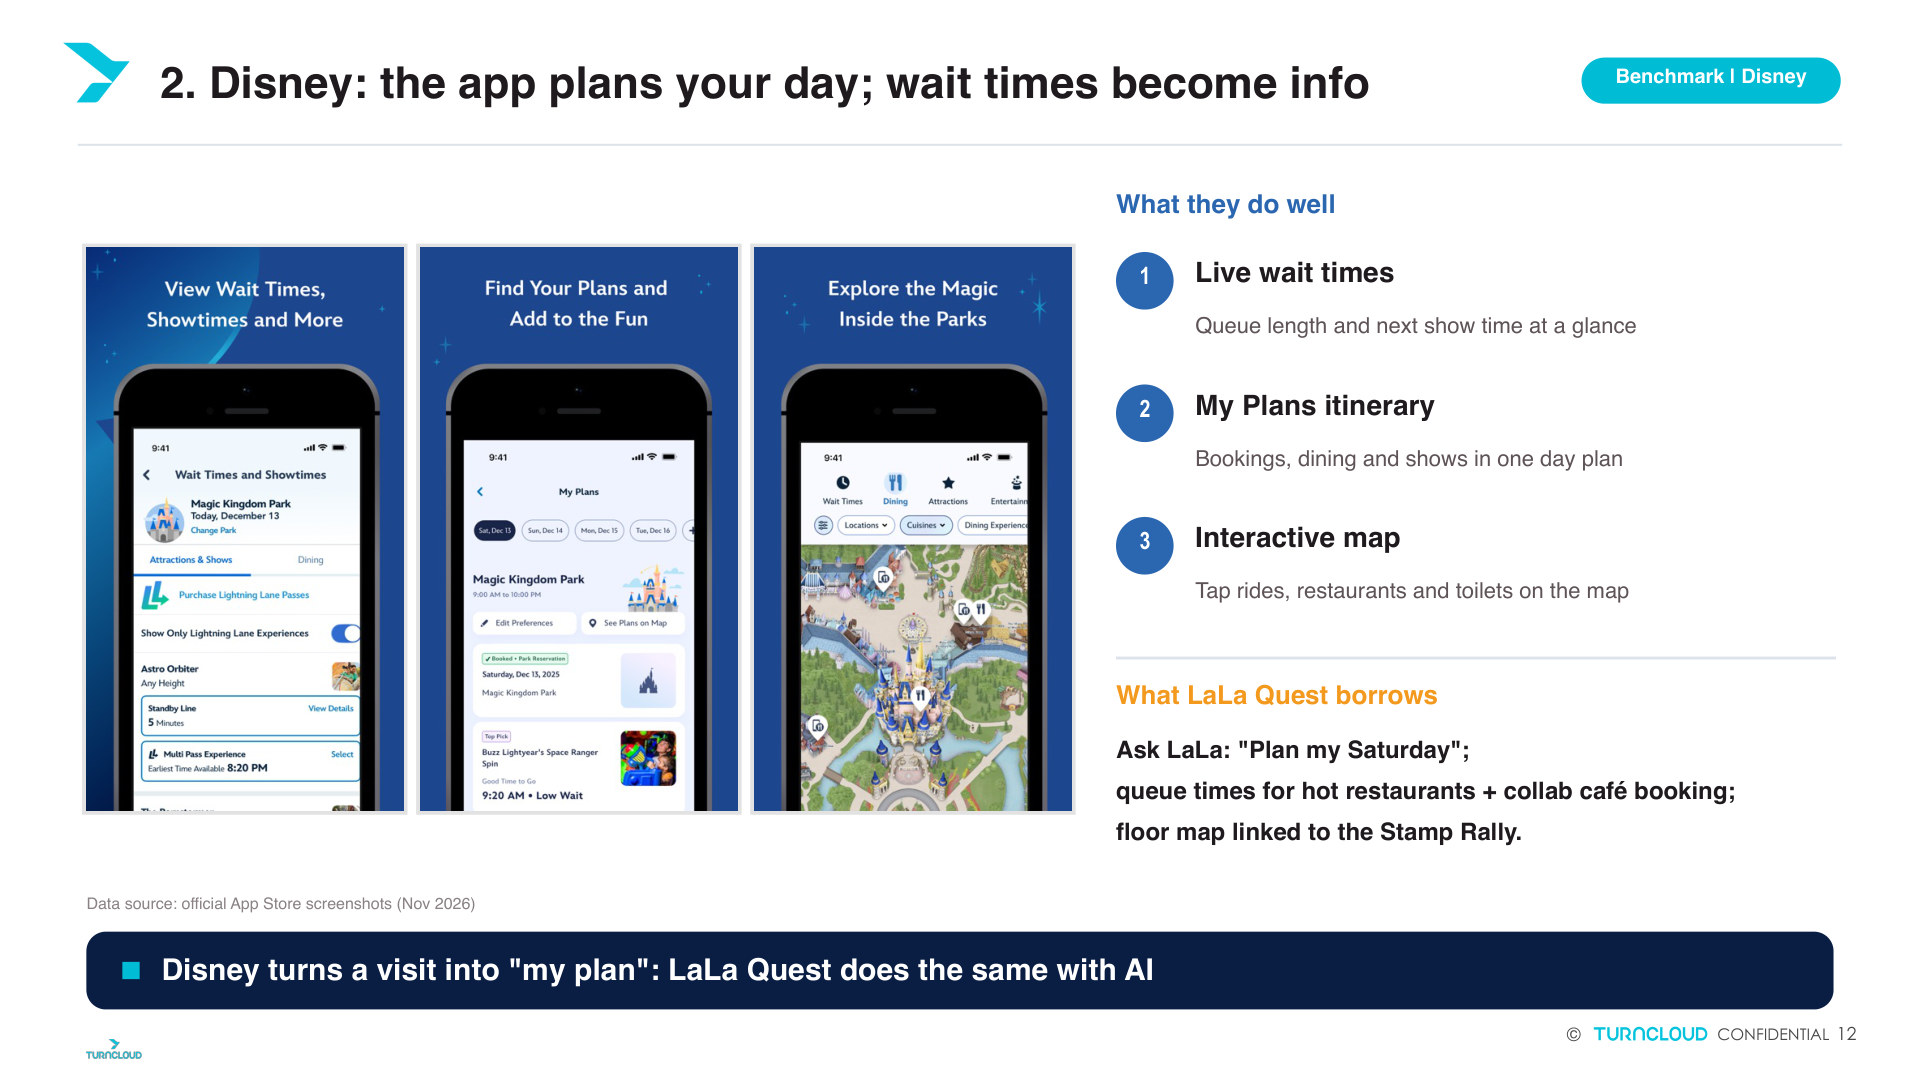 2. Disney: the app plans your day; wait times become info
Benchmark | Disney
View Wait Times,
Showtimes and More
9:41
Wait Times and Showtimes
Magic Kingdom Park
Today, December 13
Change Park
Attractions & Shows
Dining
Purchase Lightning Lane Passes
Show Only Lightning Lane Experiences
Astro Orbiter
Any Height
Standby Line
View Details
5 Minutes
Multi Pass Experience
Select
Earliest Time Available 8:20 PM
Find Your Plans and
Add to the Fun
9:41
My Plans
Sat, Dec 13
Sun, Dec 14
Mon, Dec 15
Tue, Dec 16
Magic Kingdom Park
9:00 AM to 10:00 PM
Edit Preferences
See Plans on Map
Booked • Park Reservation
Saturday, Dec 13, 2025
Magic Kingdom Park
Top Pick
Buzz Lightyear's Space Ranger
Spin
Good Time to Go
9:20 AM • Low Wait
Explore the Magic
Inside the Parks
9:41
Wait Times
Dining
Attractions
Entertainm
Locations
Cuisines
Dining Experience
What they do well
1
Live wait times
Queue length and next show time at a glance
2
My Plans itinerary
Bookings, dining and shows in one day plan
3
Interactive map
Tap rides, restaurants and toilets on the map
What LaLa Quest borrows
Ask LaLa: "Plan my Saturday";
queue times for hot restaurants + collab café booking;
floor map linked to the Stamp Rally.
Data source: official App Store screenshots (Nov 2026)
Disney turns a visit into "my plan": LaLa Quest does the same with AI
TURNCLOUD
© TURNCLOUD CONFIDENTIAL 12